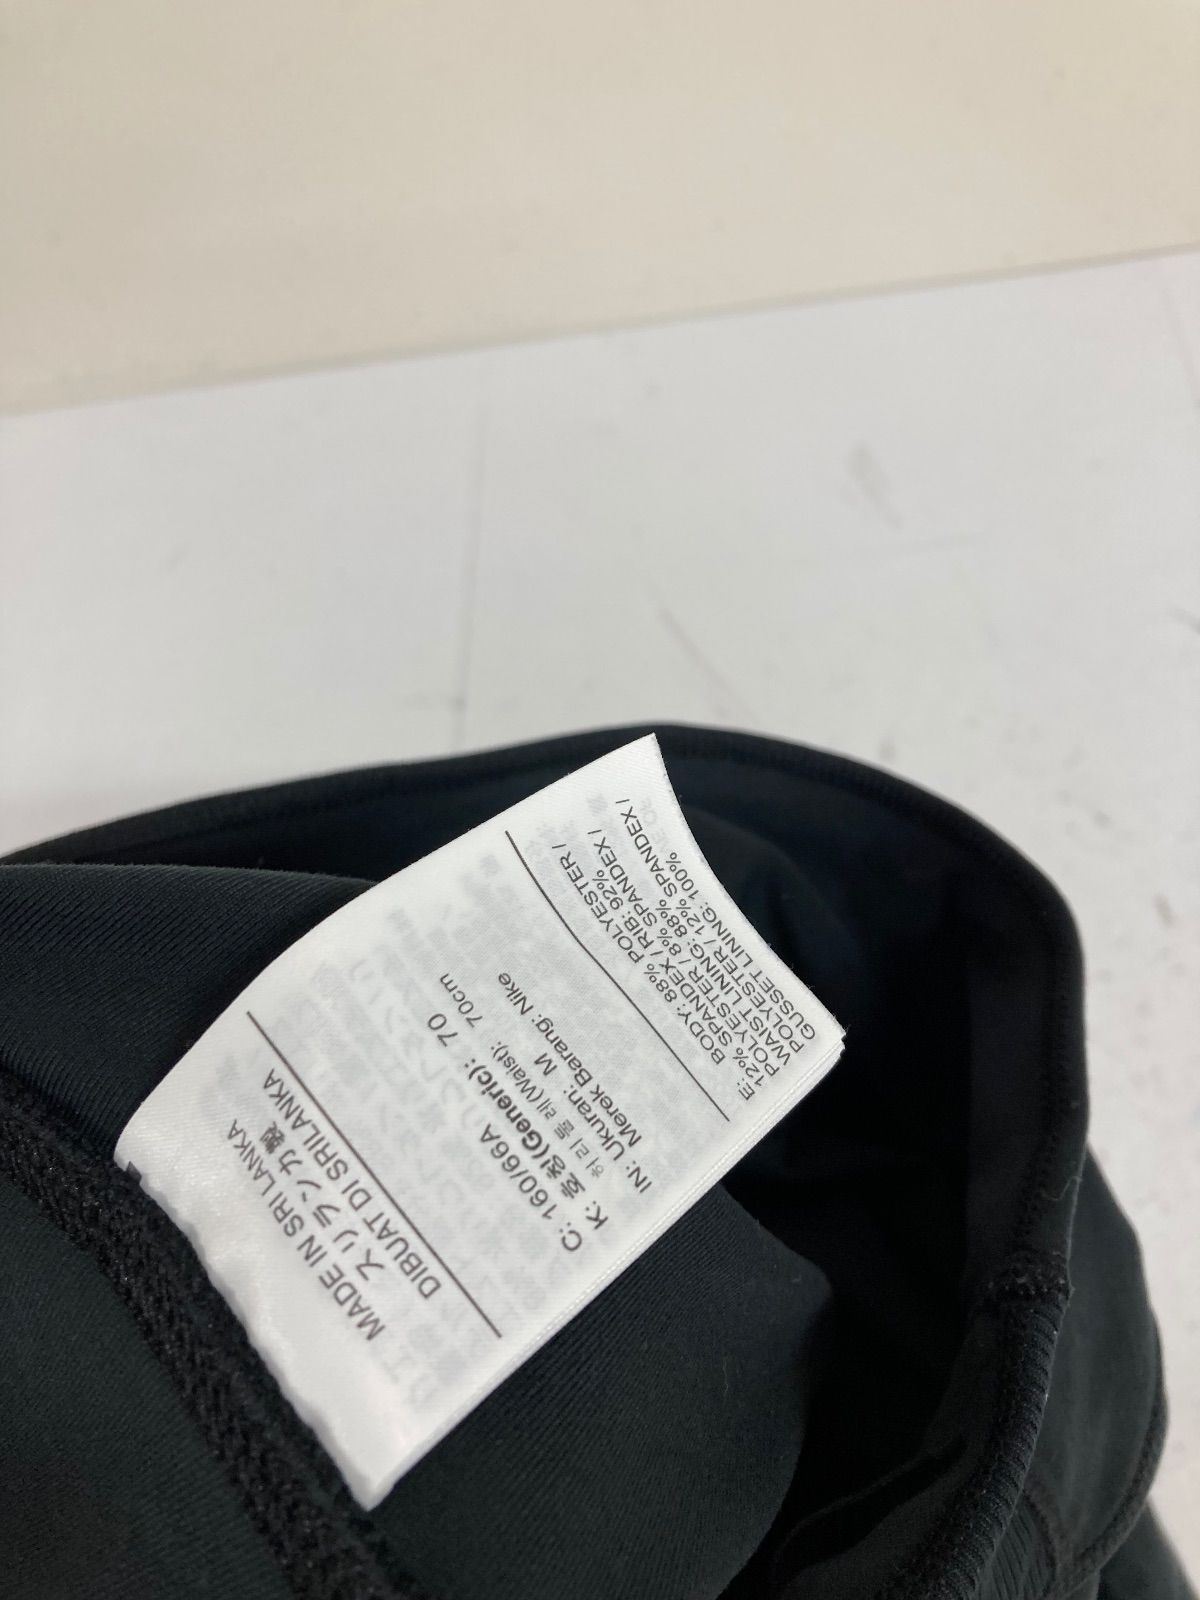 MADE IN SRI LANKA
スリランカ製
DIBUAT DI SRILANKA
C: 160/66A
K: 호칭(Generic): 70
허리둘레(Waist): 70cm
IN: Ukuran: M
Merek Barang: Nike
BODY: 88% POLYESTER /
E: 12% SPANDEX / RIB: 92%
POLYESTER / 8% SPANDEX /
WAIST LINING: 88%
POLYESTER / 12% SPANDEX /
GUSSET LINING: 100%